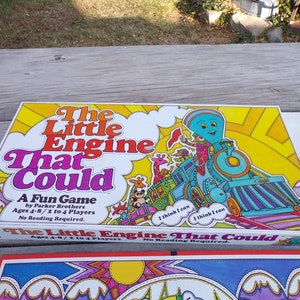 The
Little
Engine
That
Could
A Fun Game
by Parker Brothers
Ages 4-8 / 2 to 4 Players
No Reading Required.
I think I can
I think I can
The Little Engine That Could
Ages 4-8 / 2 to 4 Players No Reading Required.